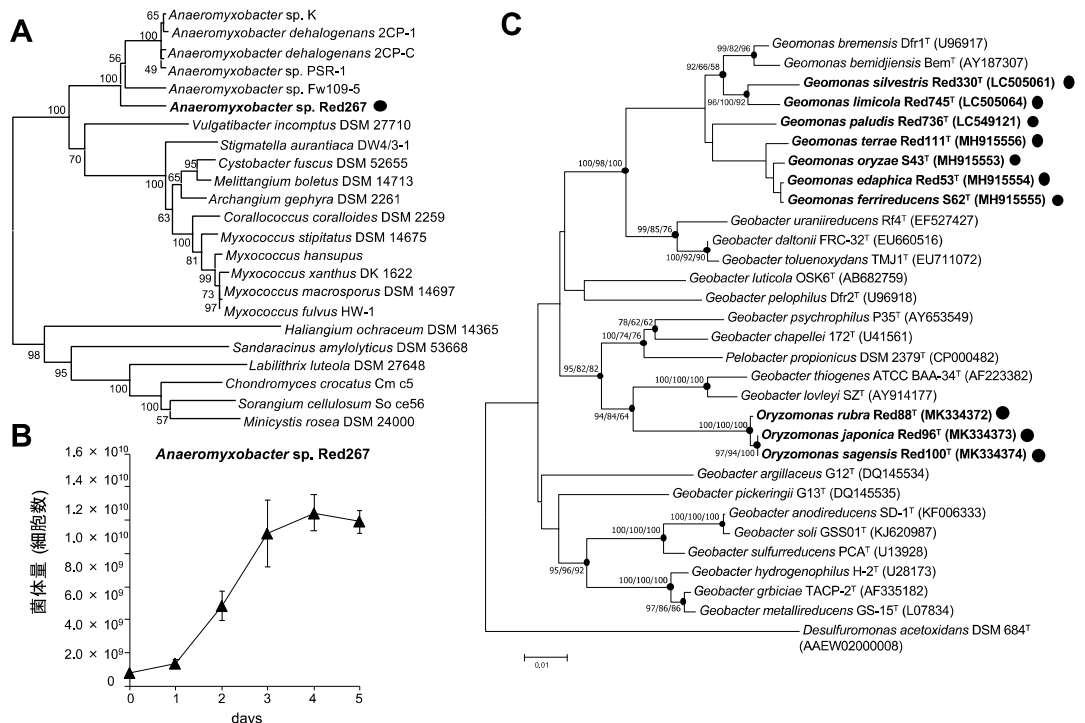 A
Anaeromyxobacter sp. K
Anaeromyxobacter dehalogenans 2CP-1
Anaeromyxobacter dehalogenans 2CP-C
Anaeromyxobacter sp. PSR-1
Anaeromyxobacter sp. Fw109-5
Anaeromyxobacter sp. Red267
Vulgatibacter incomptus DSM 27710
Stigmatella aurantiaca DW4/3-1
Cystobacter fuscus DSM 52655
Melittangium boletus DSM 14713
Archangium gephyra DSM 2261
Corallococcus coralloides DSM 2259
Myxococcus stipitatus DSM 14675
Myxococcus hansupus
Myxococcus xanthus DK 1622
Myxococcus macrosporus DSM 14697
Myxococcus fulvus HW-1
Haliangium ochraceum DSM 14365
Sandaracinus amylolyticus DSM 53668
Labilithrix luteola DSM 27648
Chondromyces crocatus Cm c5
Sorangium cellulosum So ce56
Minicystis rosea DSM 24000
65
100
49
56
100
100
70
100
95
65
63
100
81
99
73
97
98
95
100
100
57
B
Anaeromyxobacter sp. Red267
菌体量 (細胞数)
1.6 × 10¹⁰
1.4 × 10¹⁰
1.2 × 10¹⁰
1.0 × 10¹⁰
8.0 × 10⁹
6.0 × 10⁹
4.0 × 10⁹
2.0 × 10⁹
0
0 1 2 3 4 5
days
C
Geomonas bremensis Dfr1ᵀ (U96917)
Geomonas bemidjiensis Bemᵀ (AY187307)
Geomonas silvestris Red330ᵀ (LC505061)
Geomonas limicola Red745ᵀ (LC505064)
Geomonas paludis Red736ᵀ (LC549121)
Geomonas terrae Red111ᵀ (MH915556)
Geomonas oryzae S43ᵀ (MH915553)
Geomonas edaphica Red53ᵀ (MH915554)
Geomonas ferrireducens S62ᵀ (MH915555)
Geobacter uraniireducens Rf4ᵀ (EF527427)
Geobacter daltonii FRC-32ᵀ (EU660516)
Geobacter toluenoxydans TMJ1ᵀ (EU711072)
Geobacter luticola OSK6ᵀ (AB682759)
Geobacter pelophilus Dfr2ᵀ (U96918)
Geobacter psychrophilus P35ᵀ (AY653549)
Geobacter chapellei 172ᵀ (U41561)
Pelobacter propionicus DSM 2379ᵀ (CP000482)
Geobacter thiogenes ATCC BAA-34ᵀ (AF223382)
Geobacter lovleyi SZᵀ (AY914177)
Oryzomonas rubra Red88ᵀ (MK334372)
Oryzomonas japonica Red96ᵀ (MK334373)
Oryzomonas sagensis Red100ᵀ (MK334374)
Geobacter argillaceus G12ᵀ (DQ145534)
Geobacter pickeringii G13ᵀ (DQ145535)
Geobacter anodireducens SD-1ᵀ (KF006333)
Geobacter soli GSS01ᵀ (KJ620987)
Geobacter sulfurreducens PCAᵀ (U13928)
Geobacter hydrogenophilus H-2ᵀ (U28173)
Geobacter grbiciae TACP-2ᵀ (AF335182)
Geobacter metallireducens GS-15ᵀ (L07834)
Desulfuromonas acetoxidans DSM 684ᵀ
(AAEW02000008)
99/82/96
92/66/58
96/100/92
100/98/100
99/85/76
100/92/90
78/62/62
100/74/76
95/82/82
100/100/100
94/84/64
100/100/100
97/94/100
100/100/100
100/100/100
95/96/92
100/100/100
97/86/86
0.01